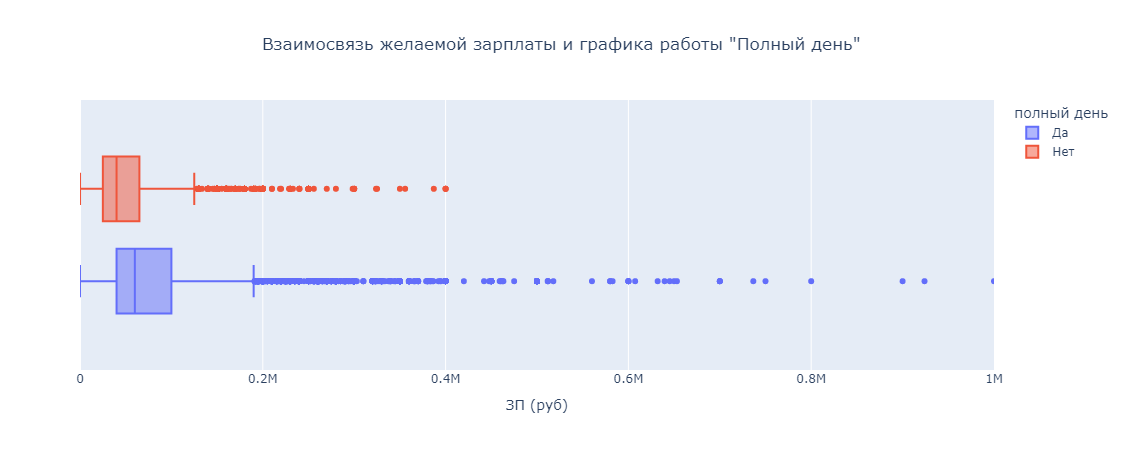 Взаимосвязь желаемой зарплаты и графика работы "Полный день"
полный день
Да
Нет
0
0.2M
0.4M
0.6M
0.8M
1M
ЗП (руб)